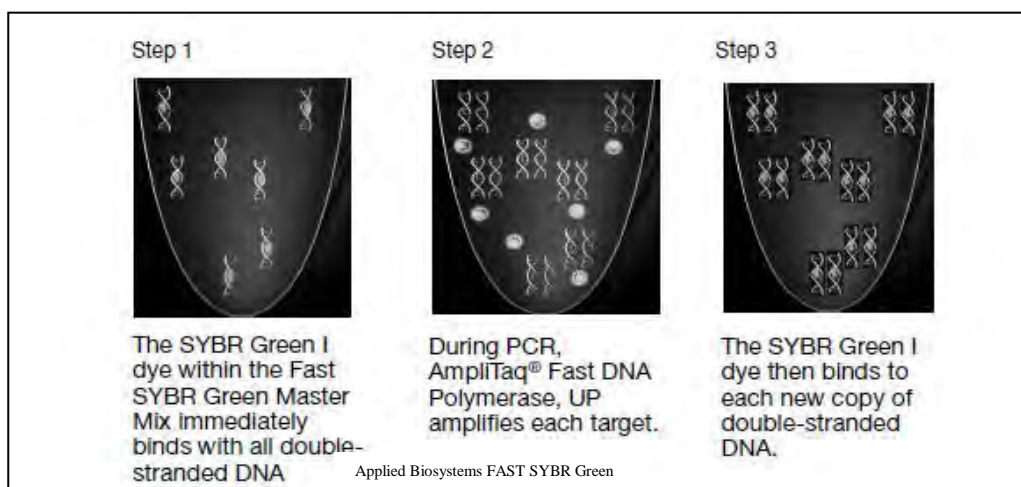 Step 1
Step 2
Step 3
The SYBR Green I
dye within the Fast
SYBR Green Master
Mix immediately
binds with all double-
stranded DNA
During PCR,
AmpliTaq® Fast DNA
Polymerase, UP
amplifies each target.
The SYBR Green I
dye then binds to
each new copy of
double-stranded
DNA.
Applied Biosystems FAST SYBR Green